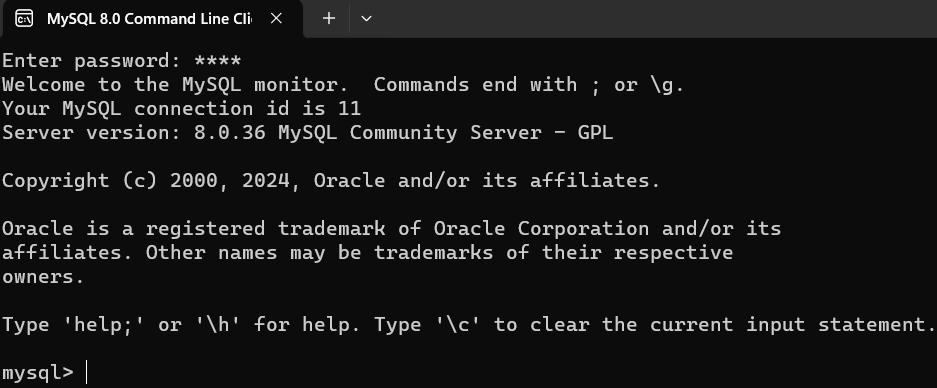 MySQL 8.0 Command Line Cli
Enter password: ****
Welcome to the MySQL monitor.  Commands end with ; or \g.
Your MySQL connection id is 11
Server version: 8.0.36 MySQL Community Server - GPL
Copyright (c) 2000, 2024, Oracle and/or its affiliates.
Oracle is a registered trademark of Oracle Corporation and/or its
affiliates. Other names may be trademarks of their respective
owners.
Type 'help;' or '\h' for help. Type '\c' to clear the current input statement.
mysql>